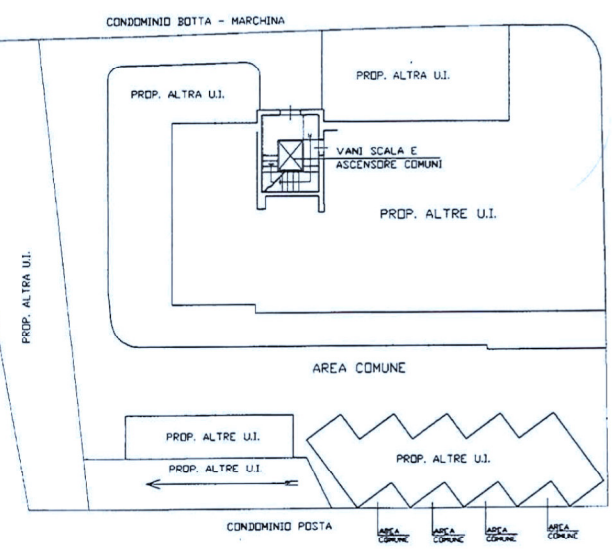 CONDOMINIO BOTTA - MARCHINA
PROP. ALTRA U.I.
PROP. ALTRA U.I.
VANI SCALA E
ASCENSORE COMUNI
PROP. ALTRE U.I.
PROP. ALTRA U.I.
AREA COMUNE
PROP. ALTRE U.I.
PROP. ALTRE U.I.
PROP. ALTRE U.I.
CONDOMINIO POSTA
AREA
COMUNE
AREA
COMUNE
AREA
COMUNE
AREA
COMUNE